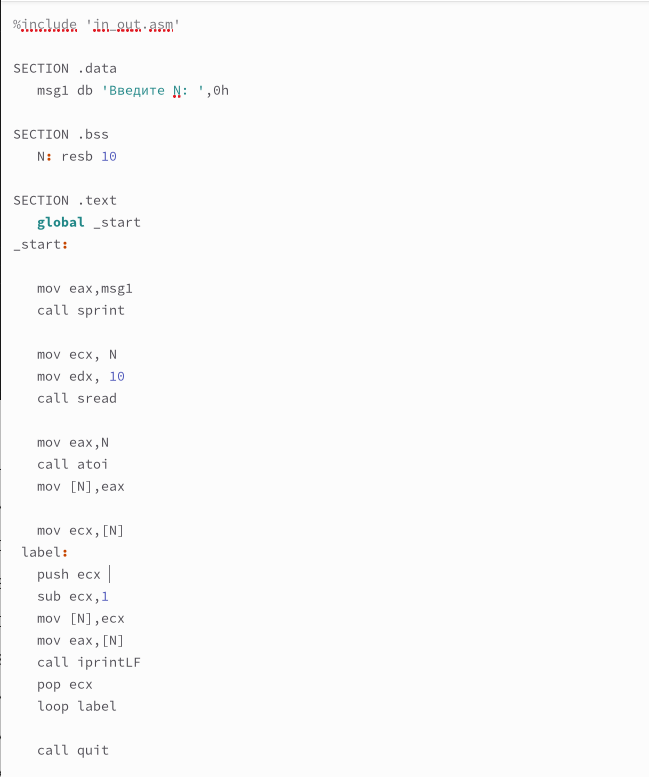 %include 'in_out.asm'
SECTION .data
msg1 db 'Введите N: ',0h
SECTION .bss
N: resb 10
SECTION .text
global _start
_start:
mov eax,msg1
call sprint
mov ecx, N
mov edx, 10
call sread
mov eax,N
call atoi
mov [N],eax
mov ecx,[N]
label:
push ecx
sub ecx,1
mov [N],ecx
mov eax,[N]
call iprintLF
pop ecx
loop label
call quit